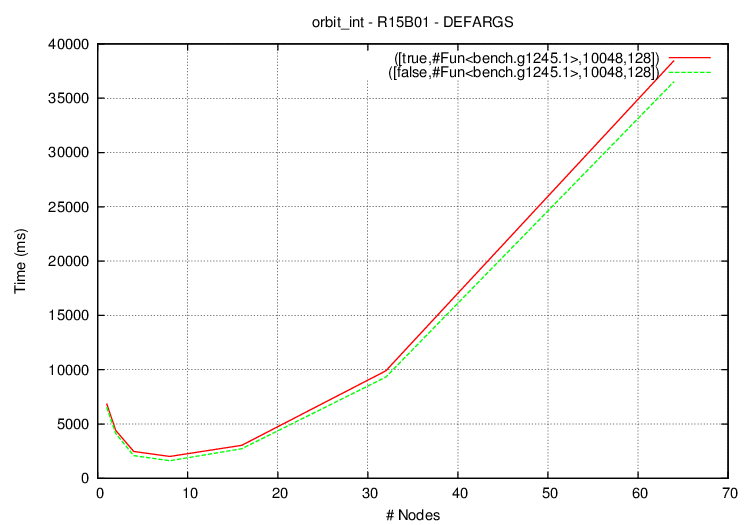 orbit_int - R15B01 - DEFARGS
40000
35000
30000
25000
20000
15000
10000
5000
0
([true,#Fun<bench.g1245.1>,10048,128])
([false,#Fun<bench.g1245.1>,10048,128])
Time (ms)
0 10 20 30 40 50 60 70
# Nodes